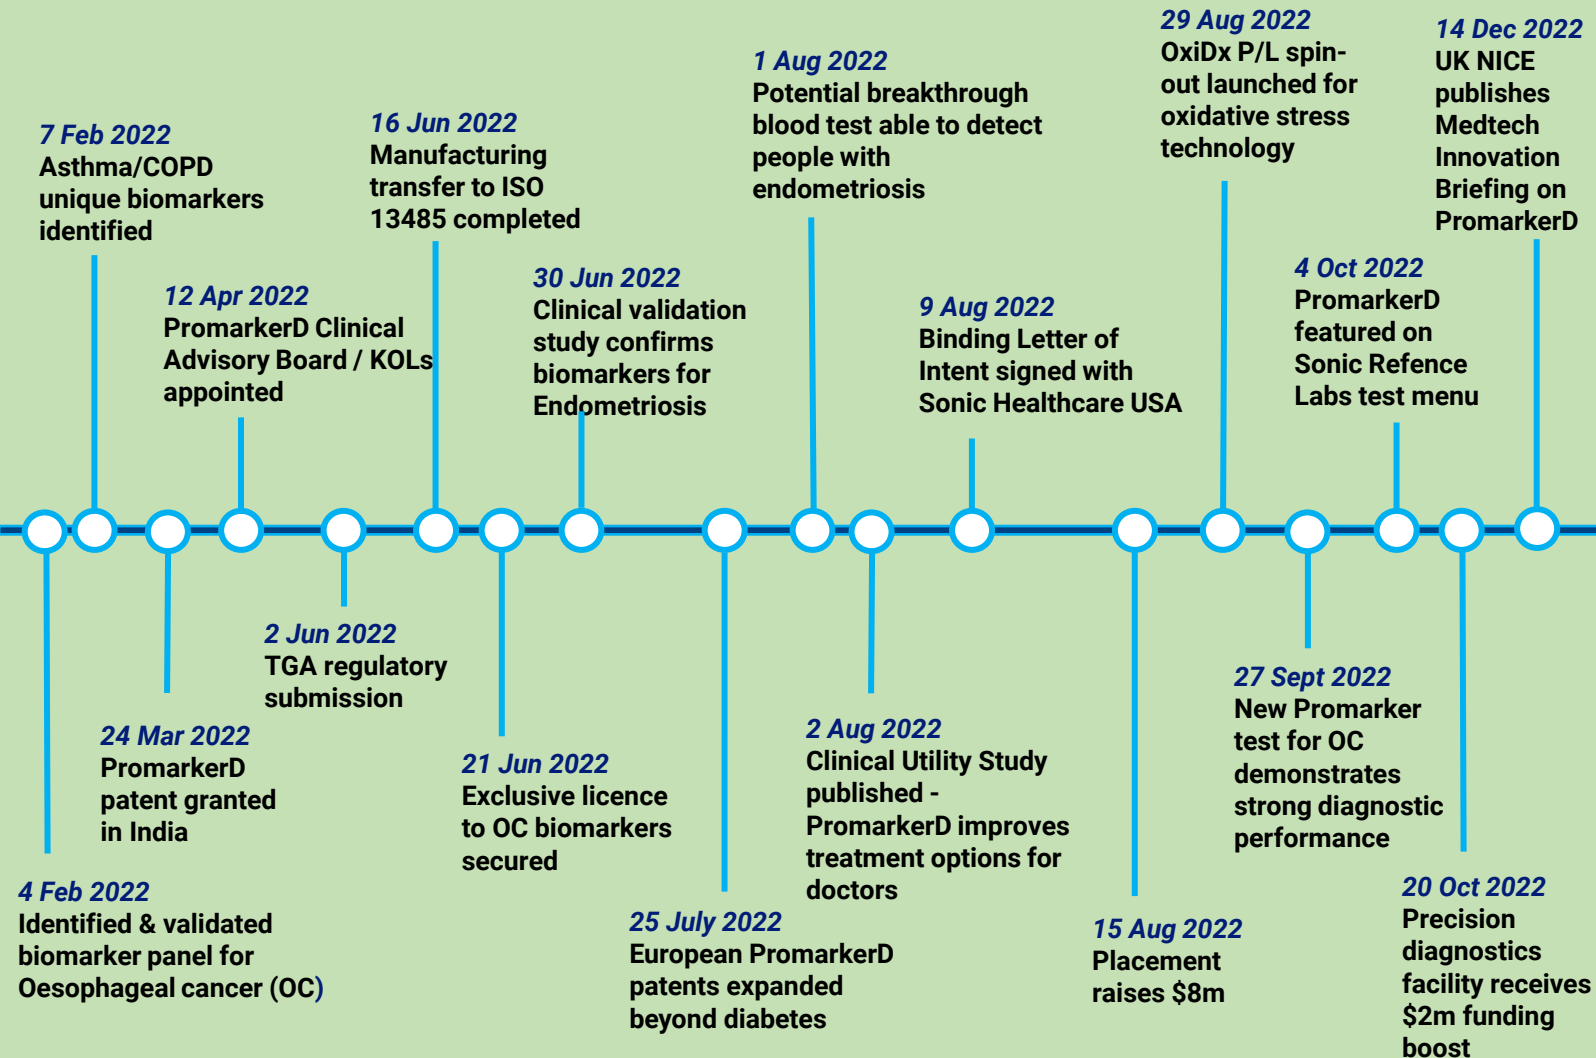 7 Feb 2022
Asthma/COPD
unique biomarkers
identified
12 Apr 2022
PromarkerD Clinical
Advisory Board / KOLs
appointed
16 Jun 2022
Manufacturing
transfer to ISO
13485 completed
30 Jun 2022
Clinical validation
study confirms
biomarkers for
Endometriosis
1 Aug 2022
Potential breakthrough
blood test able to detect
people with
endometriosis
9 Aug 2022
Binding Letter of
Intent signed with
Sonic Healthcare USA
29 Aug 2022
OxiDx P/L spin-
out launched for
oxidative stress
technology
4 Oct 2022
PromarkerD
featured on
Sonic Refence
Labs test menu
14 Dec 2022
UK NICE
publishes
Medtech
Innovation
Briefing on
PromarkerD
4 Feb 2022
Identified & validated
biomarker panel for
Oesophageal cancer (OC)
24 Mar 2022
PromarkerD
patent granted
in India
2 Jun 2022
TGA regulatory
submission
21 Jun 2022
Exclusive licence
to OC biomarkers
secured
25 July 2022
European PromarkerD
patents expanded
beyond diabetes
2 Aug 2022
Clinical Utility Study
published -
PromarkerD improves
treatment options for
doctors
15 Aug 2022
Placement
raises $8m
27 Sept 2022
New Promarker
test for OC
demonstrates
strong diagnostic
performance
20 Oct 2022
Precision
diagnostics
facility receives
$2m funding
boost